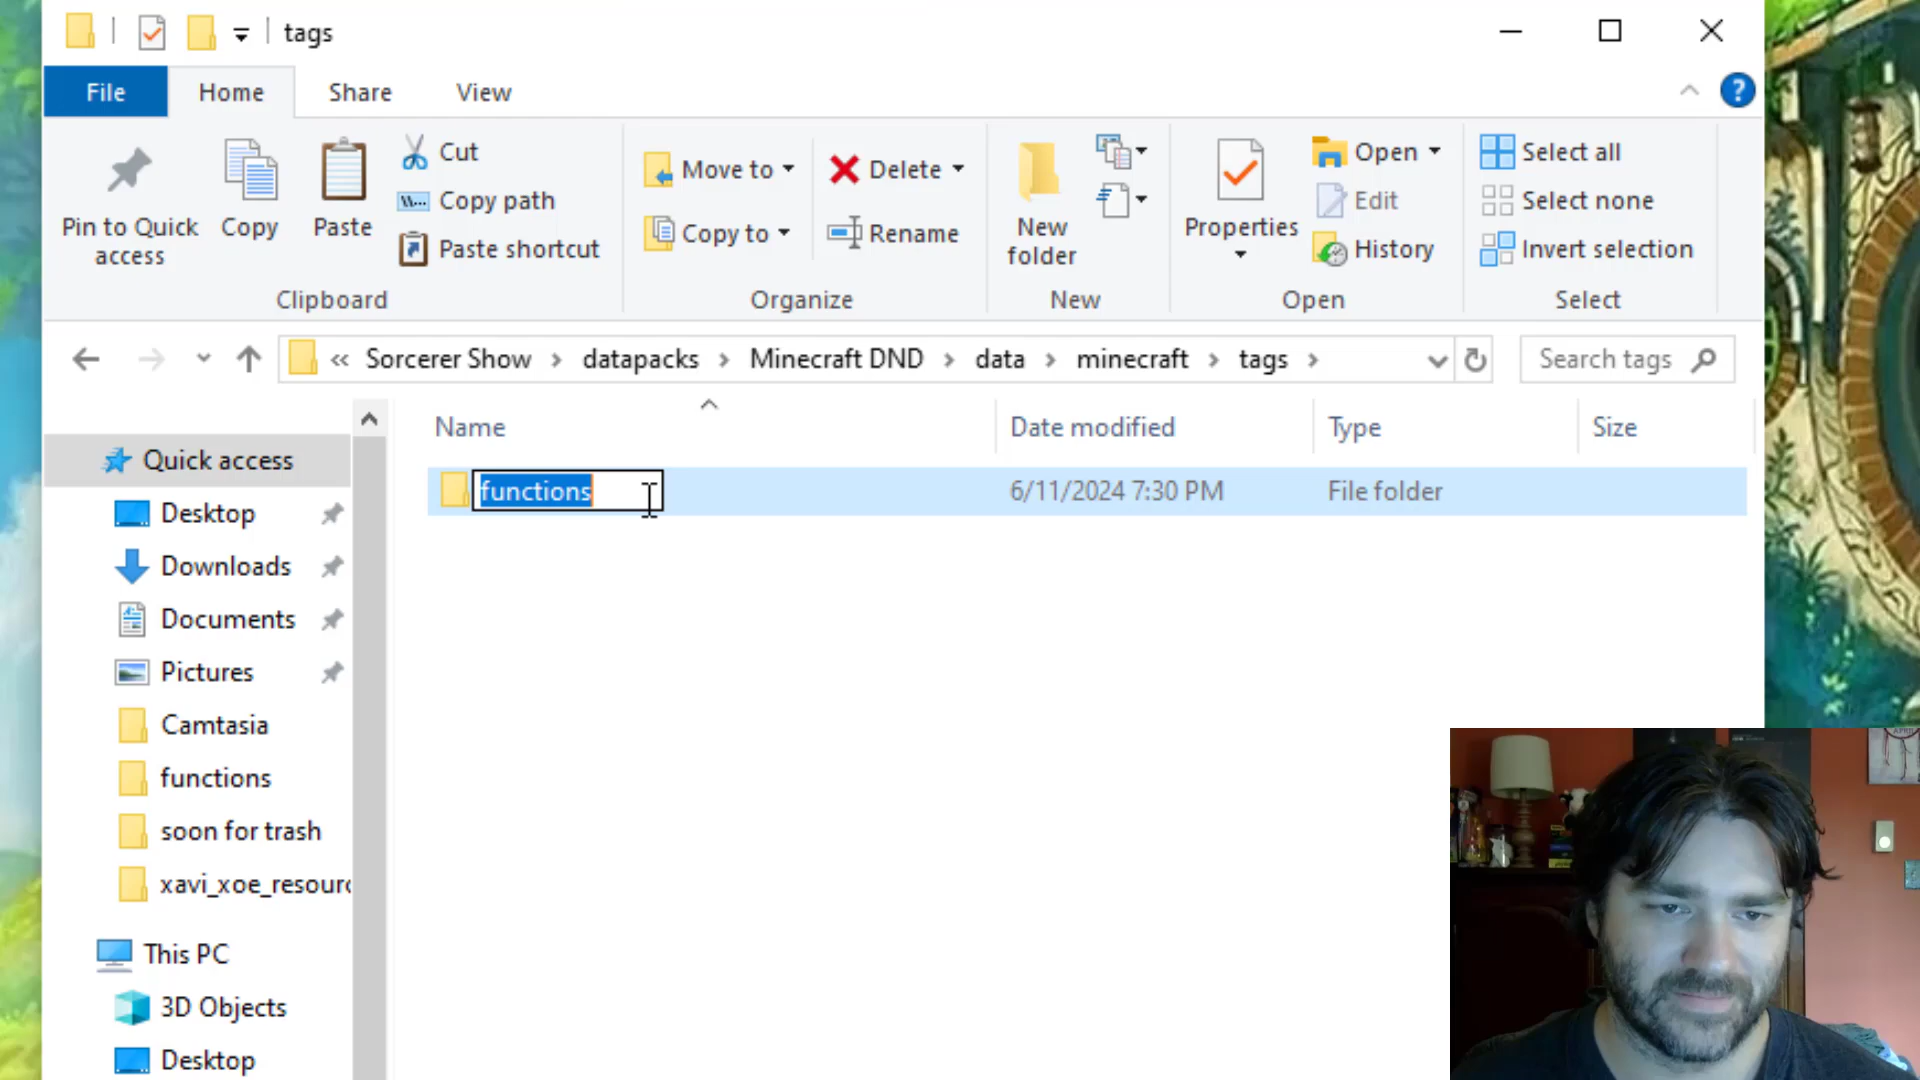 tags
File
Home
Share
View
?
Pin to Quick access
Copy
Paste
Cut
Copy path
Paste shortcut
Clipboard
Move to
Copy to
Delete
Rename
Organize
New folder
New
Properties
Open
Edit
History
Open
Select all
Select none
Invert selection
Select
« Sorcerer Show > datapacks > Minecraft DND > data > minecraft > tags >
Search tags
Name
Date modified
Type
Size
functions
6/11/2024 7:30 PM
File folder
Quick access
Desktop
Downloads
Documents
Pictures
Camtasia
functions
soon for trash
xavi_xoe_resourc
This PC
3D Objects
Desktop